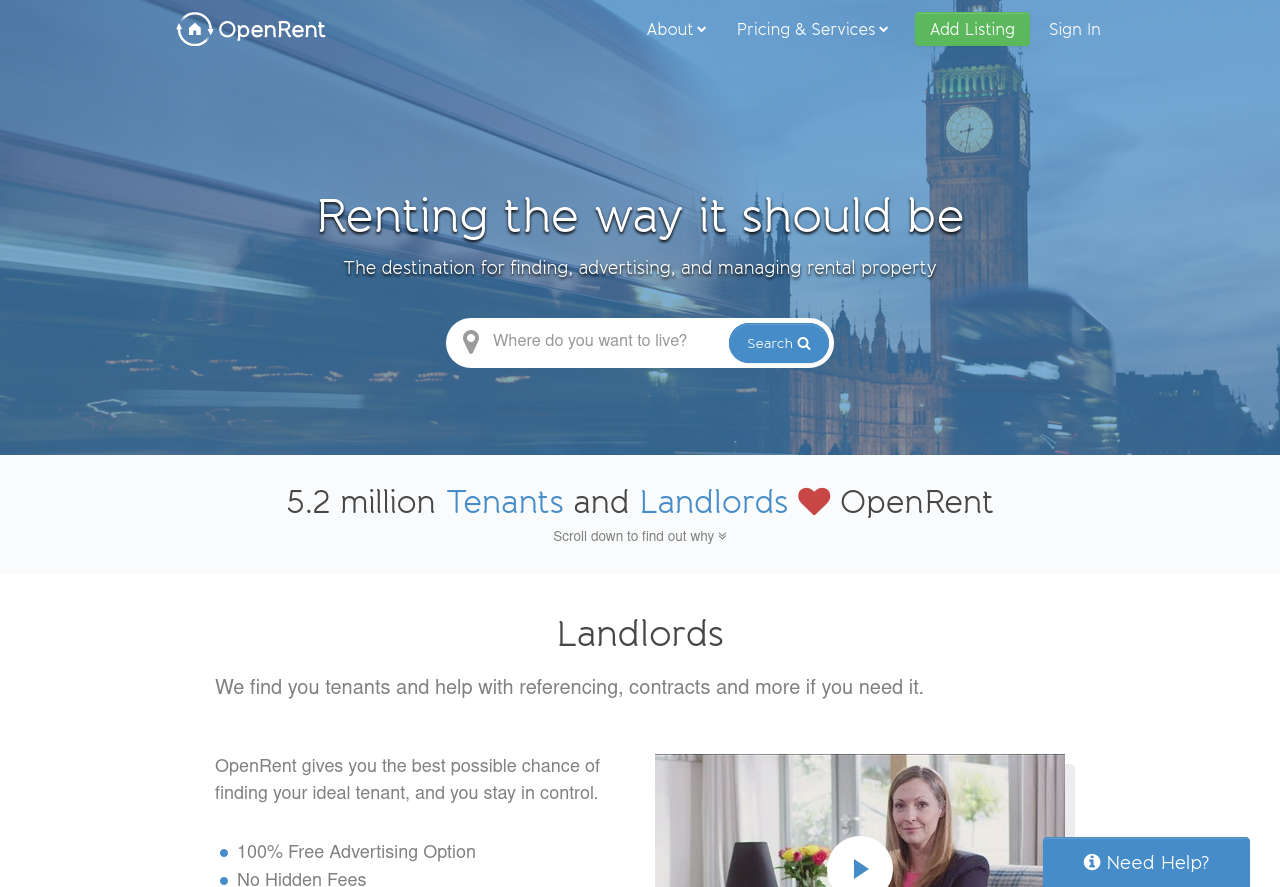 OpenRent
About
Pricing & Services
Add Listing
Sign In
Renting the way it should be
The destination for finding, advertising, and managing rental property
Where do you want to live?
Search
5.2 million Tenants and Landlords OpenRent
Scroll down to find out why
Landlords
We find you tenants and help with referencing, contracts and more if you need it.
OpenRent gives you the best possible chance of
finding your ideal tenant, and you stay in control.
100% Free Advertising Option
No Hidden Fees
Need Help?